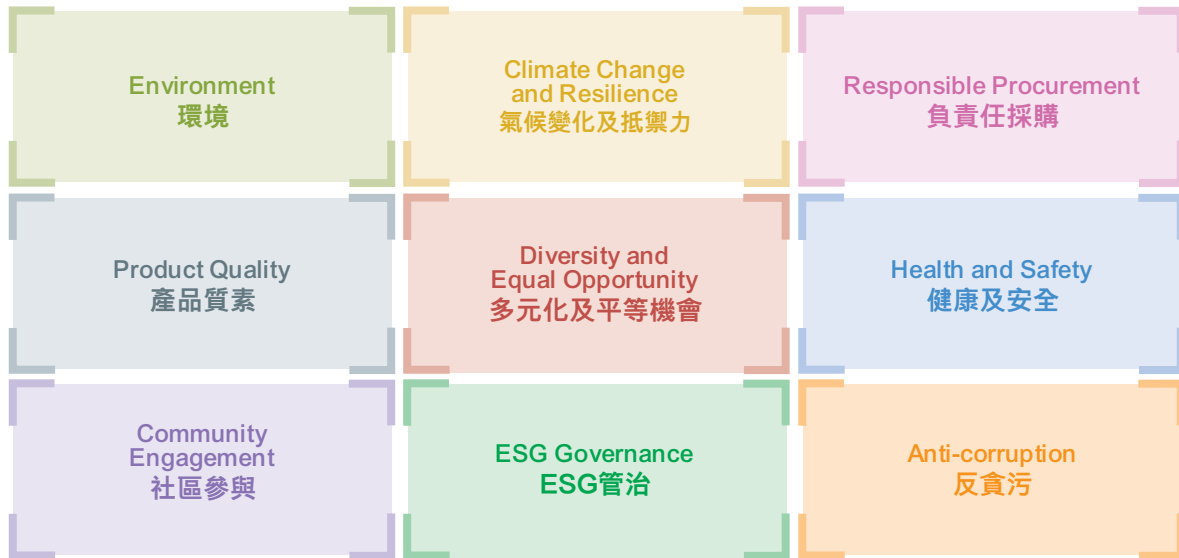 Environment
環境
Climate Change
and Resilience
氣候變化及抵禦力
Responsible Procurement
負責任採購
Product Quality
產品質素
Diversity and
Equal Opportunity
多元化及平等機會
Health and Safety
健康及安全
Community
Engagement
社區參與
ESG Governance
ESG管治
Anti-corruption
反貪污